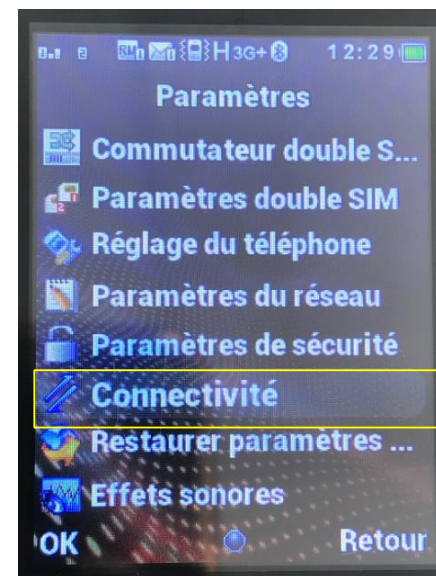 3G+ 12:29
Paramètres
Commutateur double S...
Paramètres double SIM
Réglage du téléphone
Paramètres du réseau
Paramètres de sécurité
Connectivité
Restaurer paramètres ...
Effets sonores
OK Retour